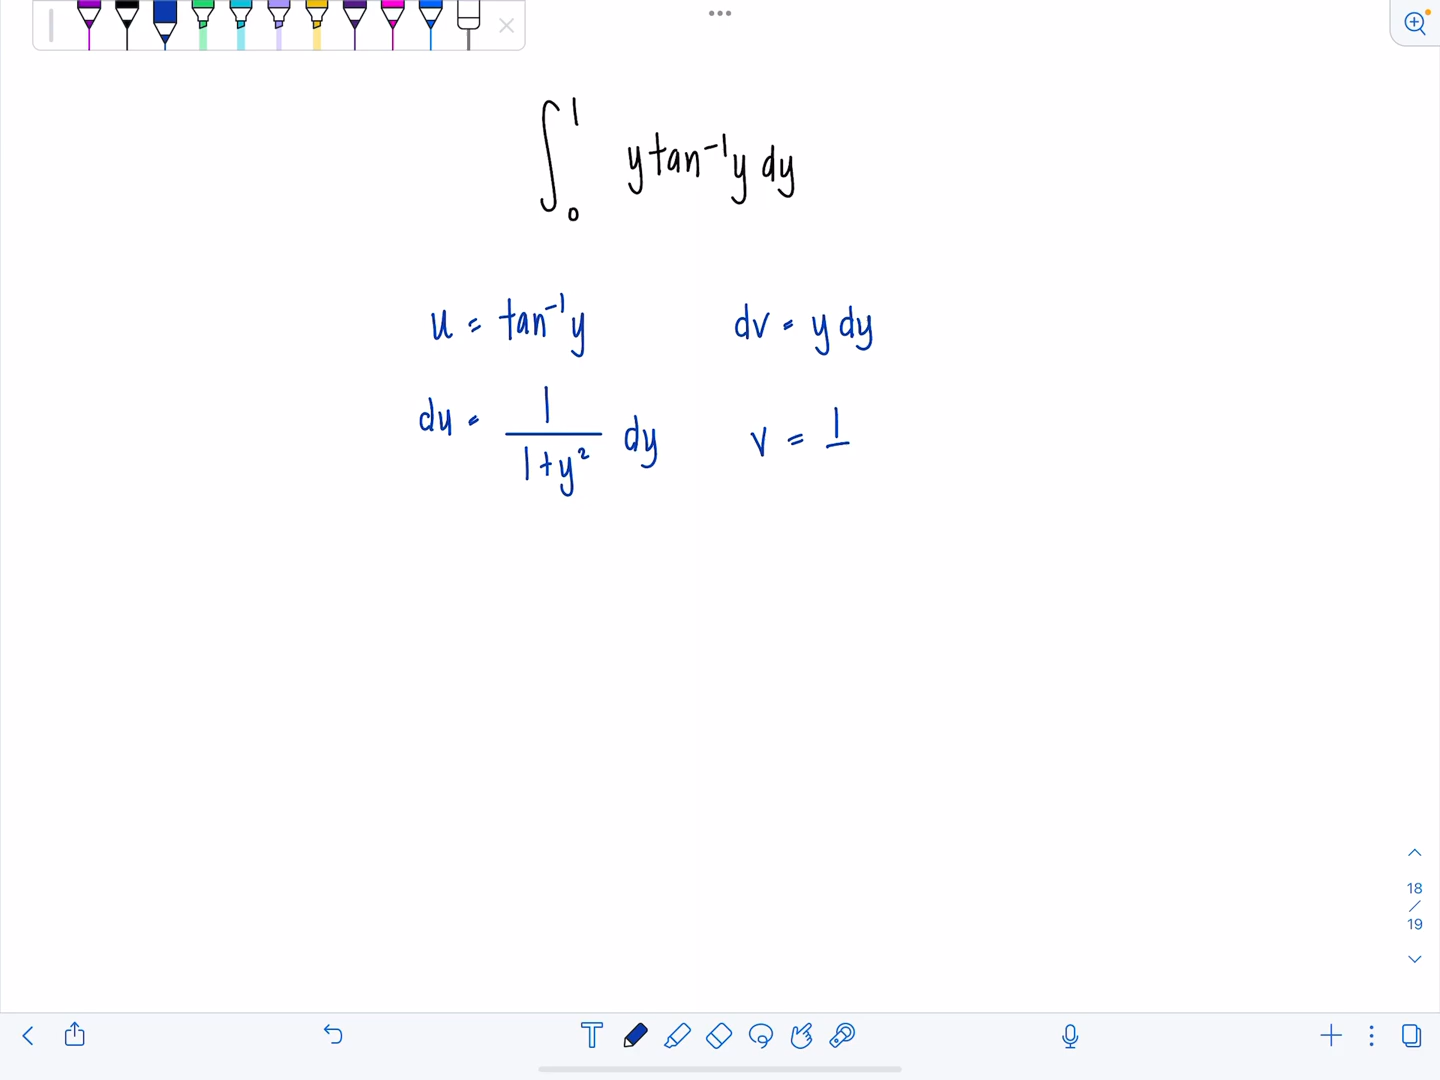 ∫₀¹ y tan⁻¹y dy
u = tan⁻¹y dv = y dy
du = 1/(1+y²) dy v = 1
18
/
19
T